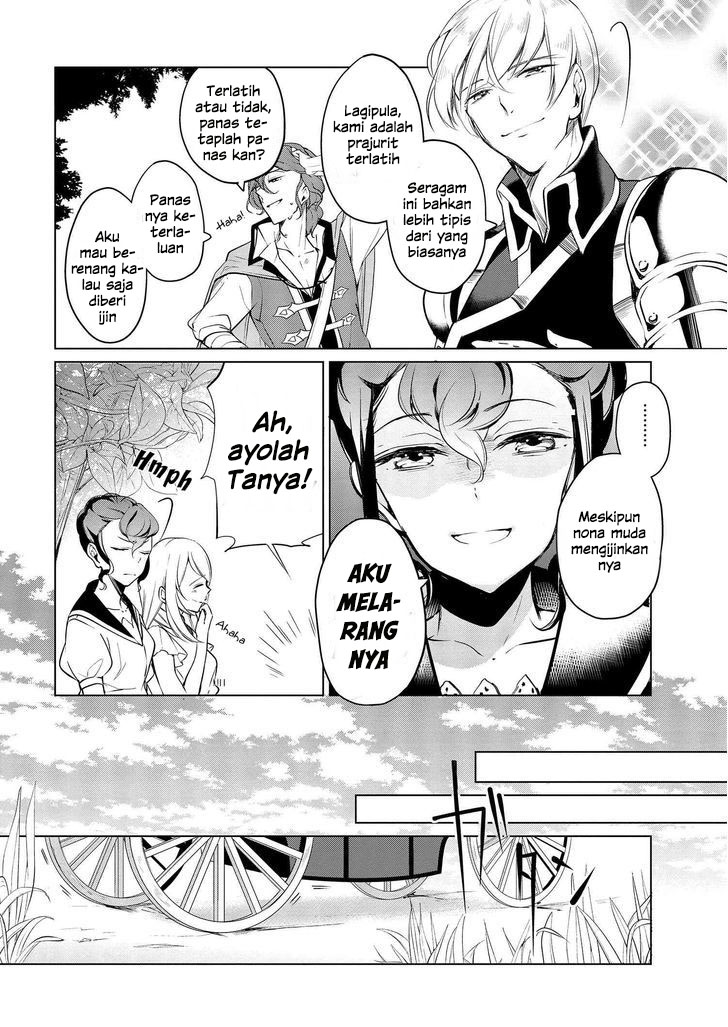 Lagipula,
kami adalah
prajurit
terlatih
Seragam
ini bahkan
lebih tipis
dari yang
biasanya
Terlatih
atau tidak,
panas te-
taplah pa-
nas kan?
Haha!
Panas
nya ke-
terla-
luan
Aku
mau be-
renang ka-
lau saja
diberi
ijin
.........
Meskipun
nona muda
mengijinkan
nya
AKU
MELA-
RANG
NYA
Ah,
ayolah
Tanya!
Hmph
Ahaha
ガタ